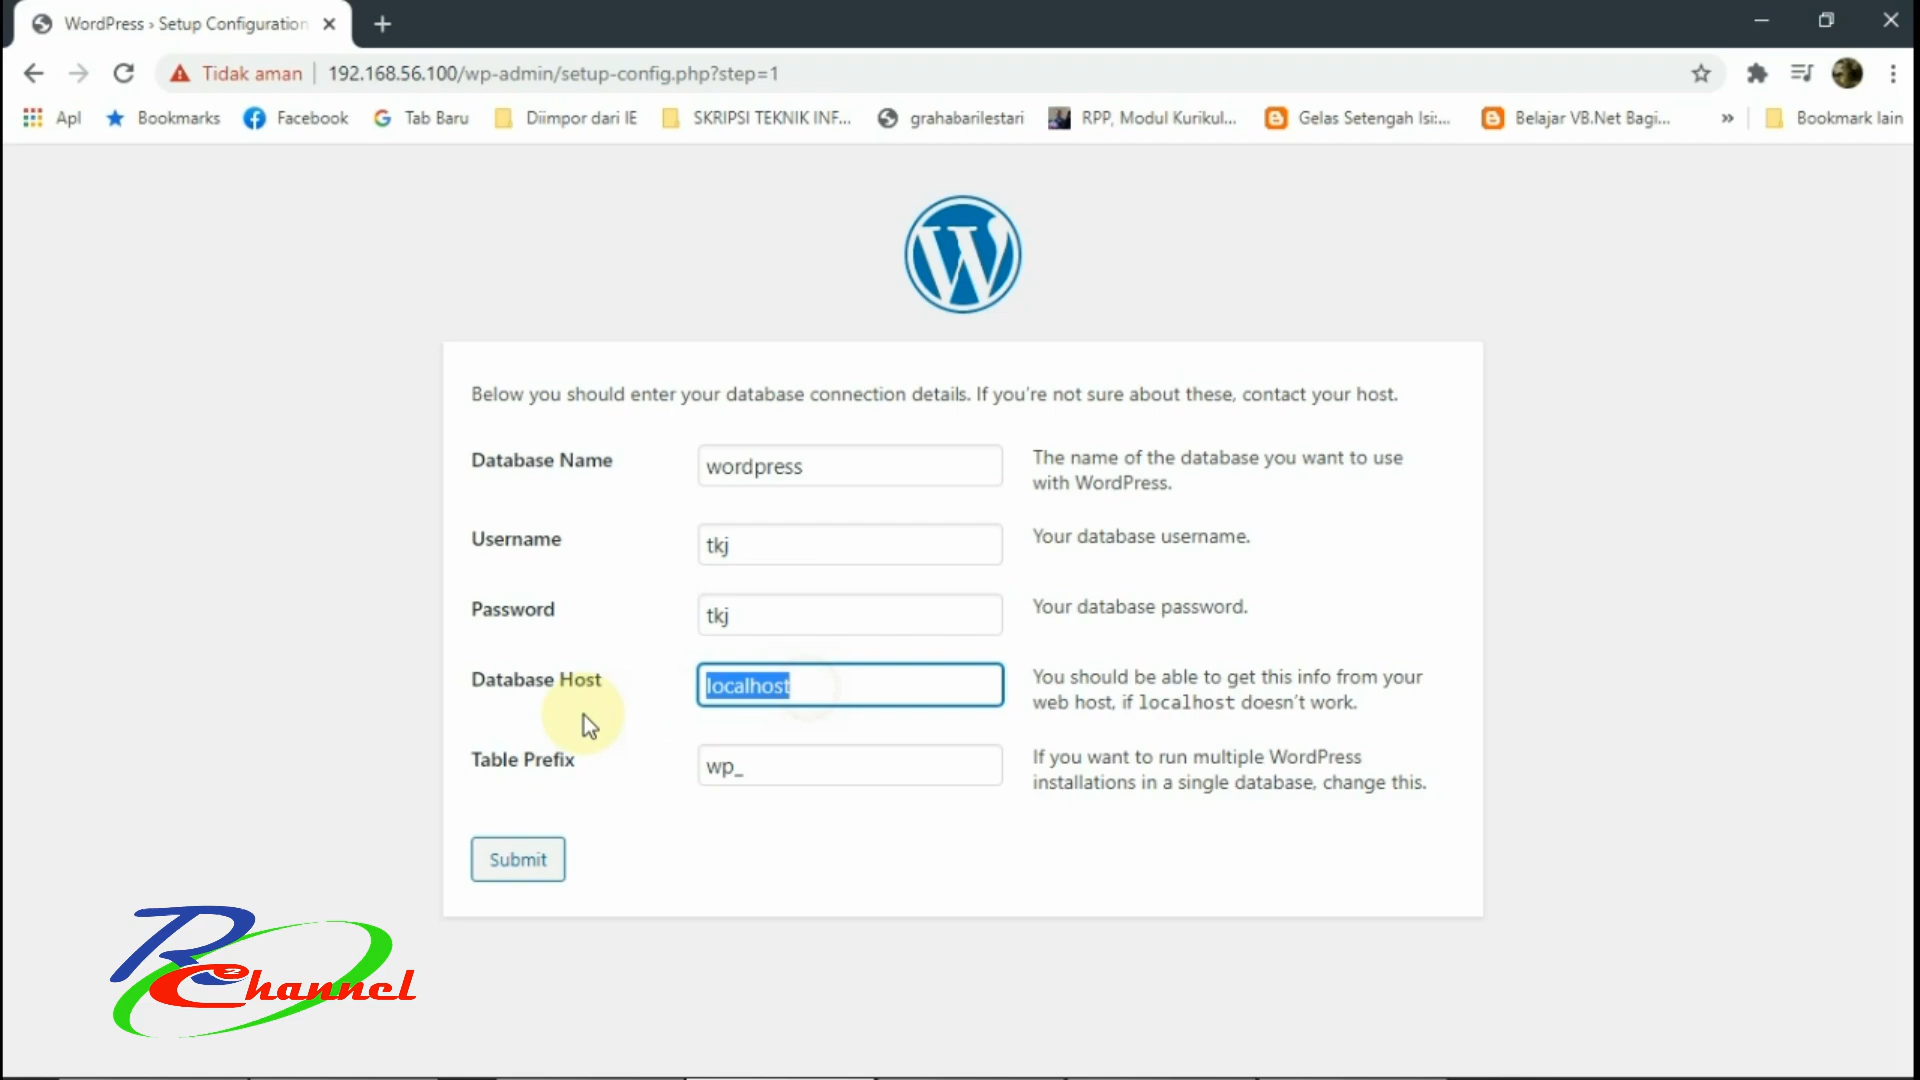 WordPress › Setup Configuration
Tidak aman
192.168.56.100/wp-admin/setup-config.php?step=1
Apl
Bookmarks
Facebook
Tab Baru
Diimpor dari IE
SKRIPSI TEKNIK INF...
grahabarilestari
RPP, Modul Kurikul...
Gelas Setengah Isi:...
Belajar VB.Net Bagi...
»
Bookmark lain
Below you should enter your database connection details. If you're not sure about these, contact your host.
Database Name
wordpress
The name of the database you want to use
with WordPress.
Username
tkj
Your database username.
Password
tkj
Your database password.
Database Host
localhost
You should be able to get this info from your
web host, if localhost doesn't work.
Table Prefix
wp_
If you want to run multiple WordPress
installations in a single database, change this.
Submit
R2 Channel